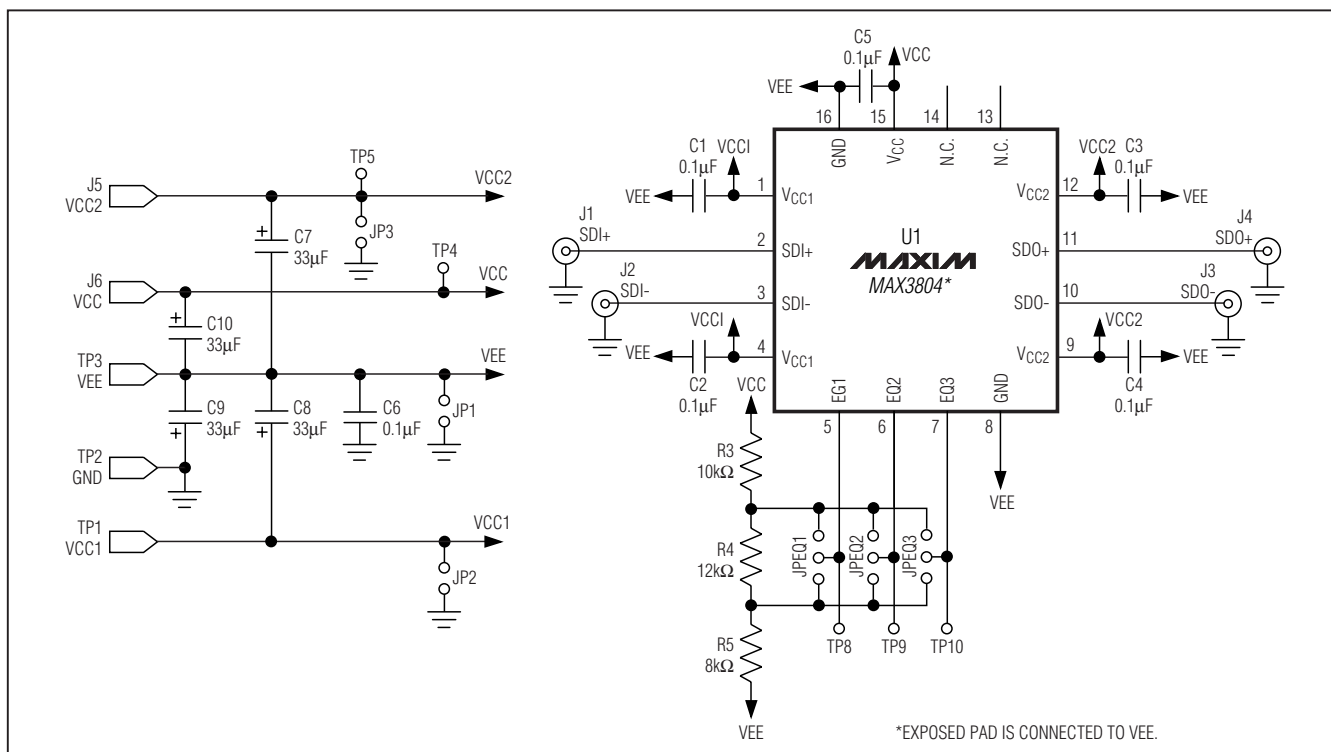 J5
VCC2
TP5
VCC2
JP3
C7
33μF
+
TP4
J6
VCC
VCC
+
C10
33μF
TP3
VEE
VEE
C9
33μF
+
C8
33μF
+
C6
0.1μF
JP1
TP2
GND
TP1
VCC1
VCC1
JP2
C5
0.1μF
VCC
VEE
16
15
14
13
GND
VCC
N.C.
N.C.
C1
0.1μF
VCCI
VEE
1
VCC1
J1
SDI+
2
SDI+
J2
SDI-
3
SDI-
VCCI
VEE
4
VCC1
C2
0.1μF
U1
MAXIM
MAX3804*
VCC2
C3
0.1μF
VCC2
12
VEE
J4
SDO+
SDO+
11
J3
SDO-
SDO-
10
VCC2
VCC2
9
VEE
C4
0.1μF
EG1
EQ2
EQ3
GND
5
6
7
8
VEE
VCC
R3
10kΩ
R4
12kΩ
R5
8kΩ
VEE
JPEQ1
JPEQ2
JPEQ3
TP8
TP9
TP10
*EXPOSED PAD IS CONNECTED TO VEE.